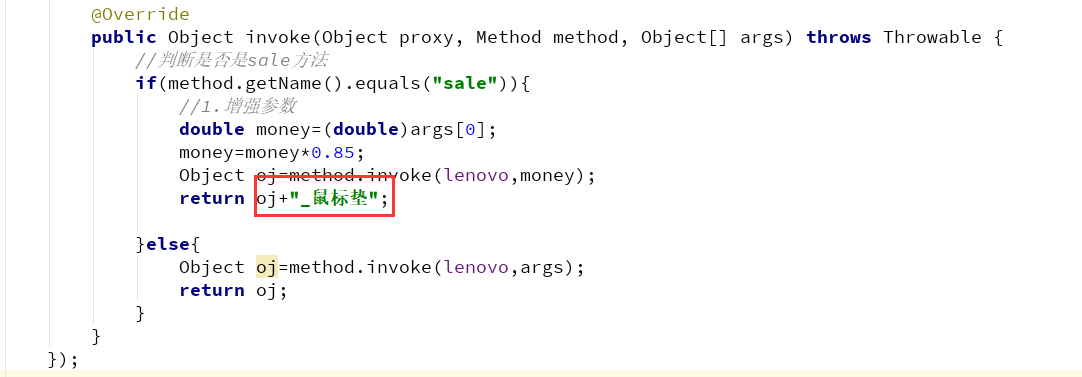 @Override
public Object invoke(Object proxy, Method method, Object[] args) throws Throwable {
//判断是否是sale方法
if(method.getName().equals("sale")){
//1.增强参数
double money=(double)args[0];
money=money*0.85;
Object oj=method.invoke(lenovo,money);
return oj+"_鼠标垫";
}else{
Object oj=method.invoke(lenovo,args);
return oj;
}
}
});